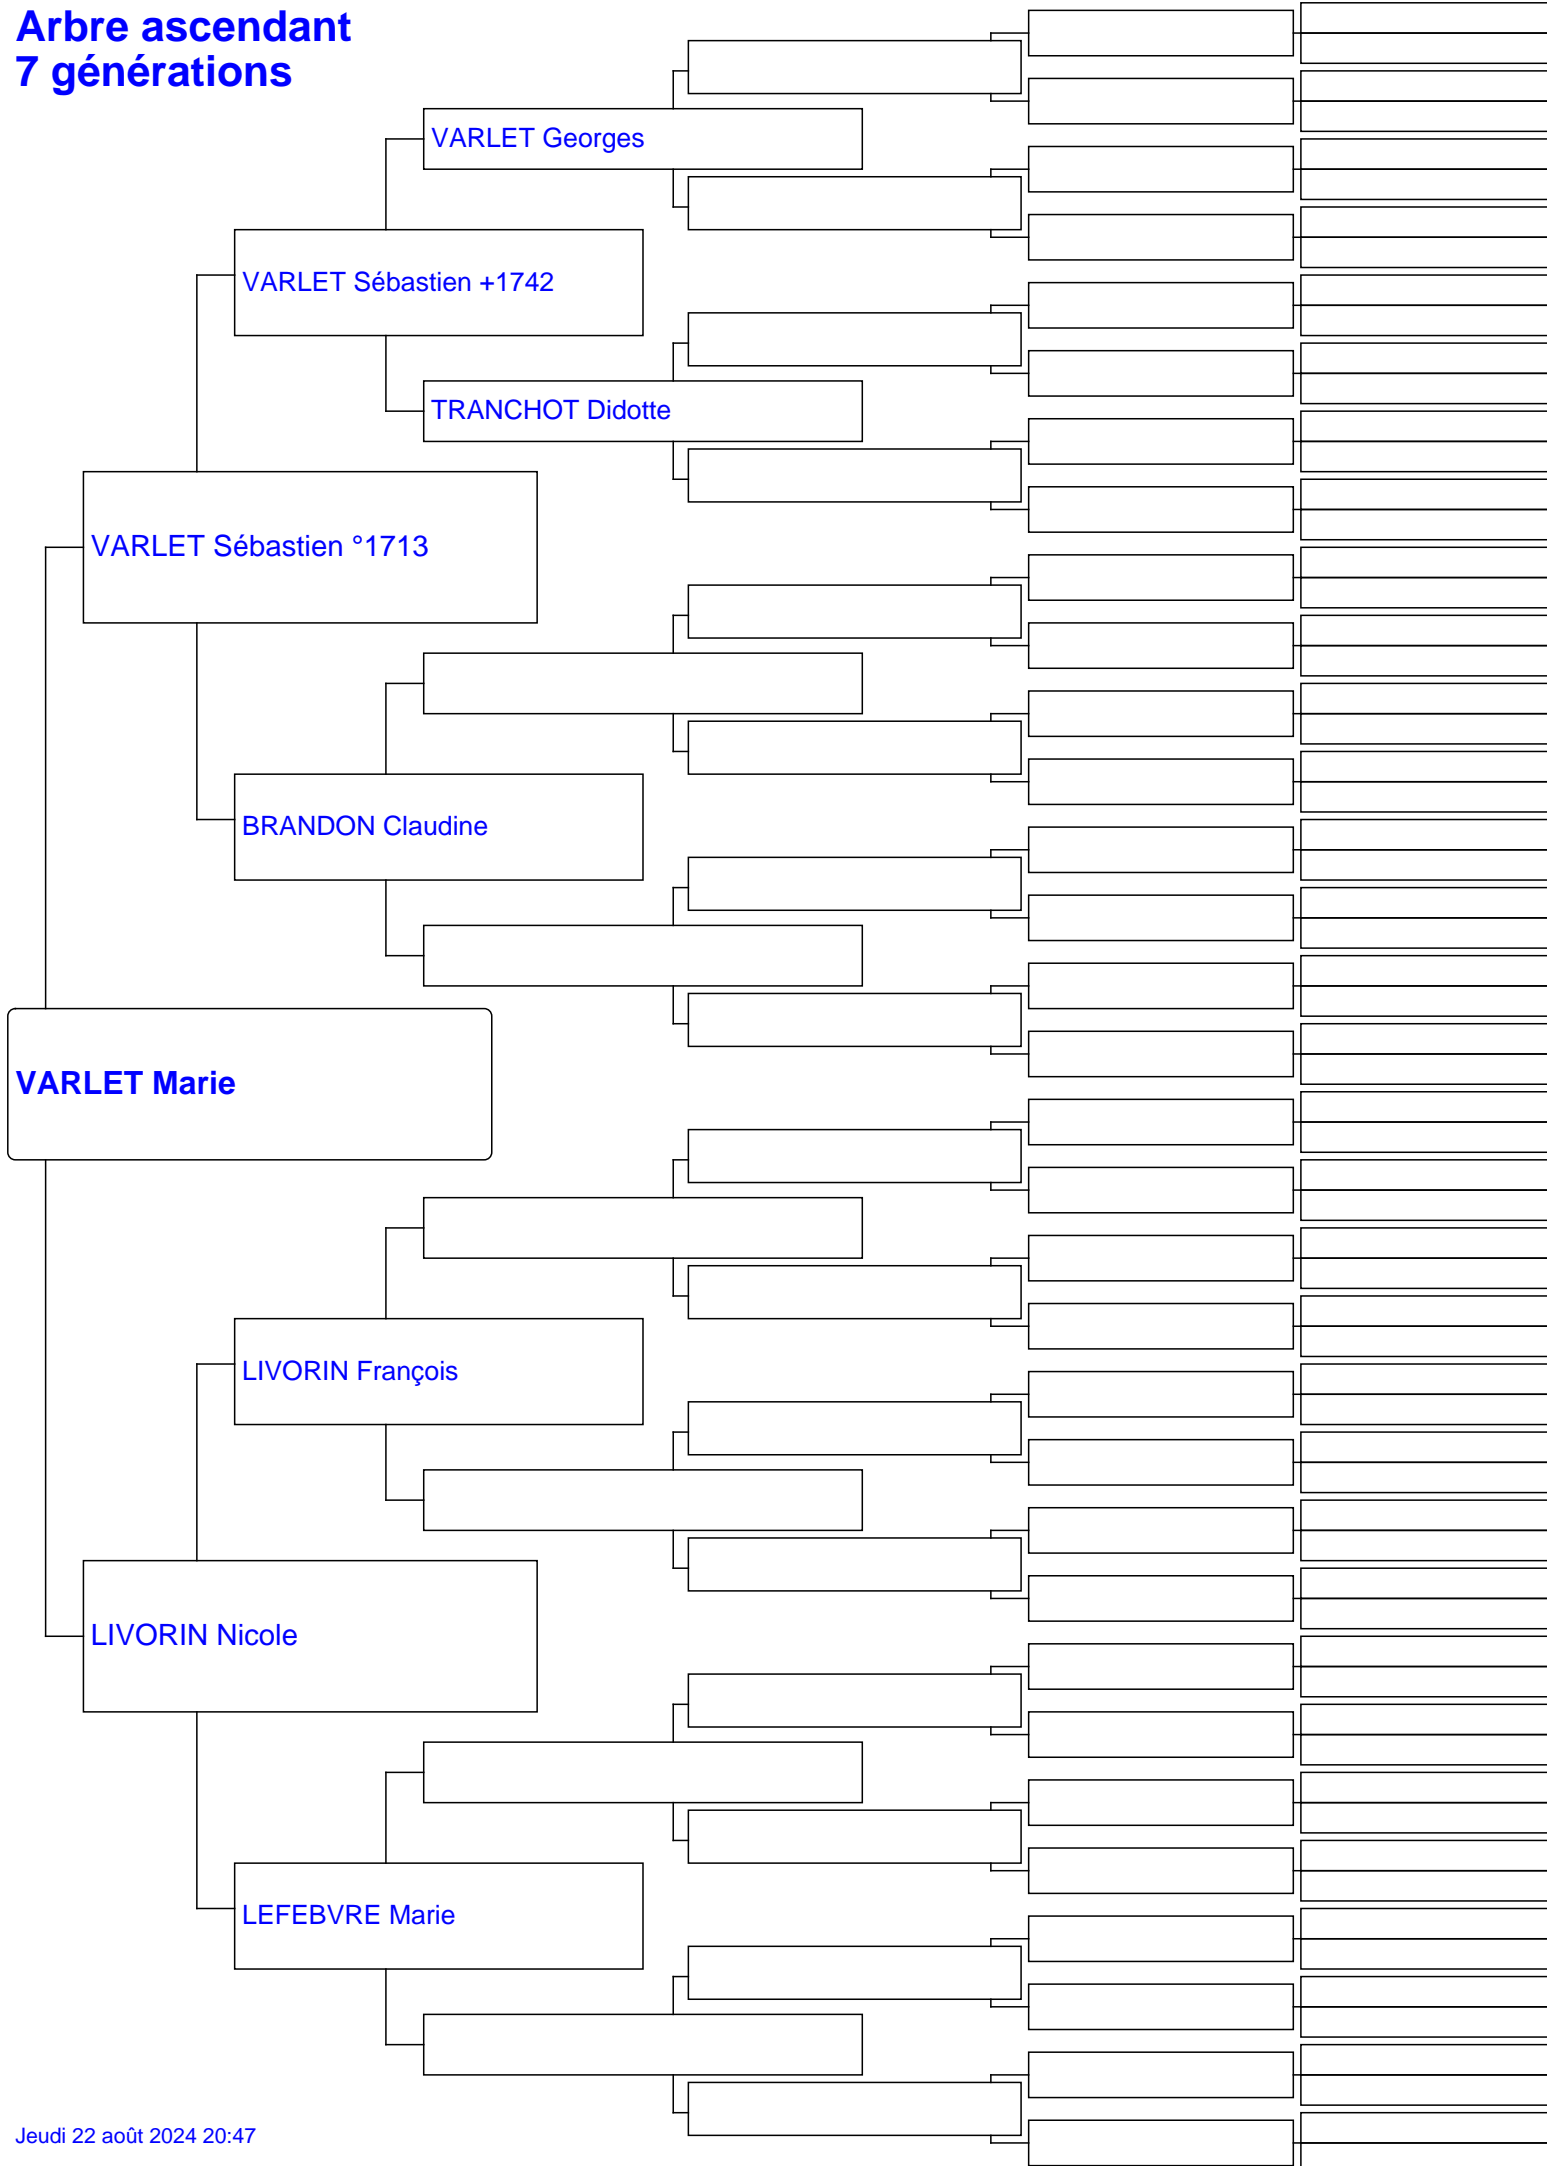 Arbre ascendant
7 générations
VARLET Georges
VARLET Sébastien +1742
TRANCHOT Didotte
VARLET Sébastien °1713
BRANDON Claudine
VARLET Marie
LIVORIN François
LIVORIN Nicole
LEFEBVRE Marie
Jeudi 22 août 2024 20:47